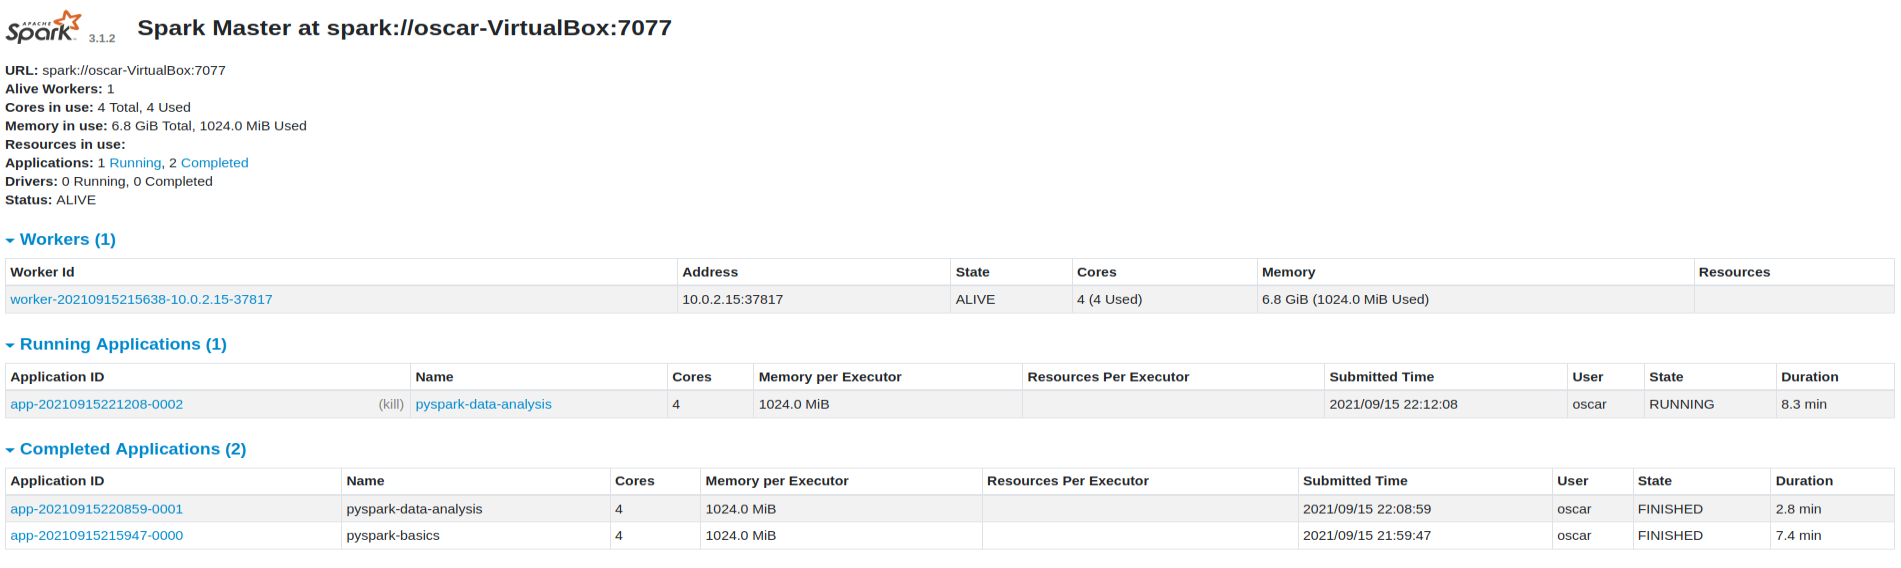 APACHE
Spark 3.1.2 Spark Master at spark://oscar-VirtualBox:7077
URL: spark://oscar-VirtualBox:7077
Alive Workers: 1
Cores in use: 4 Total, 4 Used
Memory in use: 6.8 GiB Total, 1024.0 MiB Used
Resources in use:
Applications: 1 Running, 2 Completed
Drivers: 0 Running, 0 Completed
Status: ALIVE
Workers (1)
Worker Id Address State Cores Memory Resources
worker-20210915215638-10.0.2.15-37817 10.0.2.15:37817 ALIVE 4 (4 Used) 6.8 GiB (1024.0 MiB Used)
Running Applications (1)
Application ID Name Cores Memory per Executor Resources Per Executor Submitted Time User State Duration
app-20210915221208-0002 (kill) pyspark-data-analysis 4 1024.0 MiB 2021/09/15 22:12:08 oscar RUNNING 8.3 min
Completed Applications (2)
Application ID Name Cores Memory per Executor Resources Per Executor Submitted Time User State Duration
app-20210915220859-0001 pyspark-data-analysis 4 1024.0 MiB 2021/09/15 22:08:59 oscar FINISHED 2.8 min
app-20210915215947-0000 pyspark-basics 4 1024.0 MiB 2021/09/15 21:59:47 oscar FINISHED 7.4 min